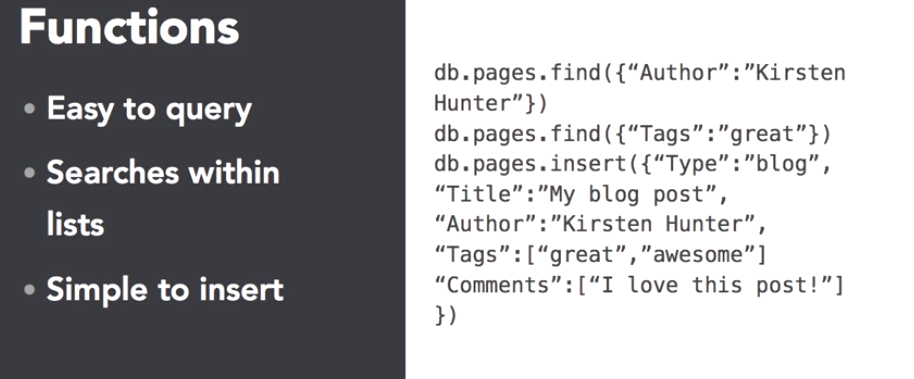 Functions
• Easy to query
• Searches within
lists
• Simple to insert
db.pages.find({“Author”:”Kirsten
Hunter”})
db.pages.find({“Tags”:”great”})
db.pages.insert({“Type”:”blog”,
“Title”:”My blog post”,
“Author”:”Kirsten Hunter”,
“Tags”:[“great”,”awesome”]
“Comments”:[“I love this post!”]
})